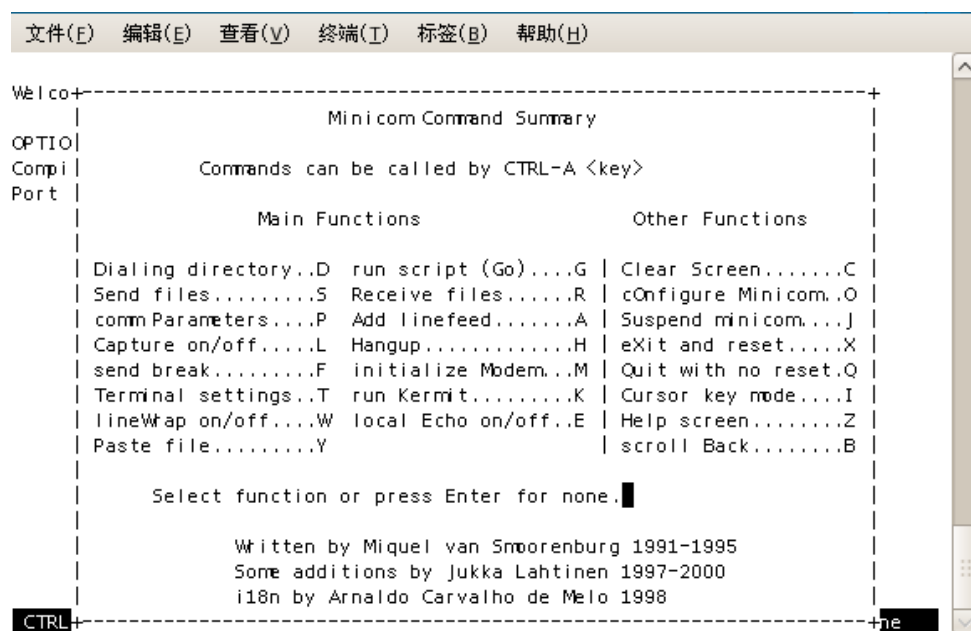 文件(F) 编辑(E) 查看(V) 终端(T) 标签(B) 帮助(H)
Welco
Minicom Command Summary
OPTIO
Compi Commands can be called by CTRL-A <key>
Port
Main Functions Other Functions
Dialing directory..D run script (Go)....G | Clear Screen.......C
Send files.........S Receive files......R | cOnfigure Minicom..O
comm Parameters....P Add linefeed.......A | Suspend minicom....J
Capture on/off.....L Hangup.............H | eXit and reset.....X
send break.........F initialize Modem...M | Quit with no reset.Q
Terminal settings..T run Kermit.........K | Cursor key mode....I
lineWrap on/off....W local Echo on/off..E | Help screen........Z
Paste file.........Y | scroll Back........B
Select function or press Enter for none.
Written by Miquel van Smoorenburg 1991-1995
Some additions by Jukka Lahtinen 1997-2000
i18n by Arnaldo Carvalho de Melo 1998
CTRL ne